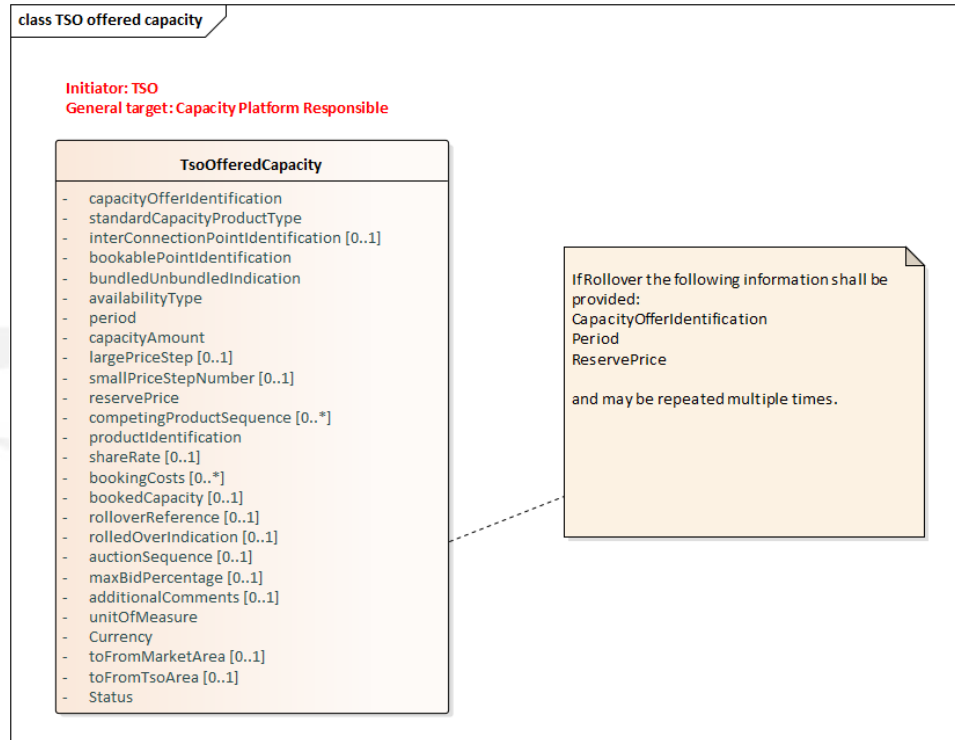 class TSO offered capacity
Initiator: TSO
General target: Capacity Platform Responsible
TsoOfferedCapacity
- capacityOfferIdentification
- standardCapacityProductType
- interConnectionPointIdentification [0..1]
- bookablePointIdentification
- bundledUnbundledIndication
- availabilityType
- period
- capacityAmount
- largePriceStep [0..1]
- smallPriceStepNumber [0..1]
- reservePrice
- competingProductSequence [0..*]
- productIdentification
- shareRate [0..1]
- bookingCosts [0..*]
- bookedCapacity [0..1]
- rolloverReference [0..1]
- rolledOverIndication [0..1]
- auctionSequence [0..1]
- maxBidPercentage [0..1]
- additionalComments [0..1]
- unitOfMeasure
- Currency
- toFromMarketArea [0..1]
- toFromTsoArea [0..1]
- Status
If Rollover the following information shall be
provided:
CapacityOfferIdentification
Period
ReservePrice
and may be repeated multiple times.